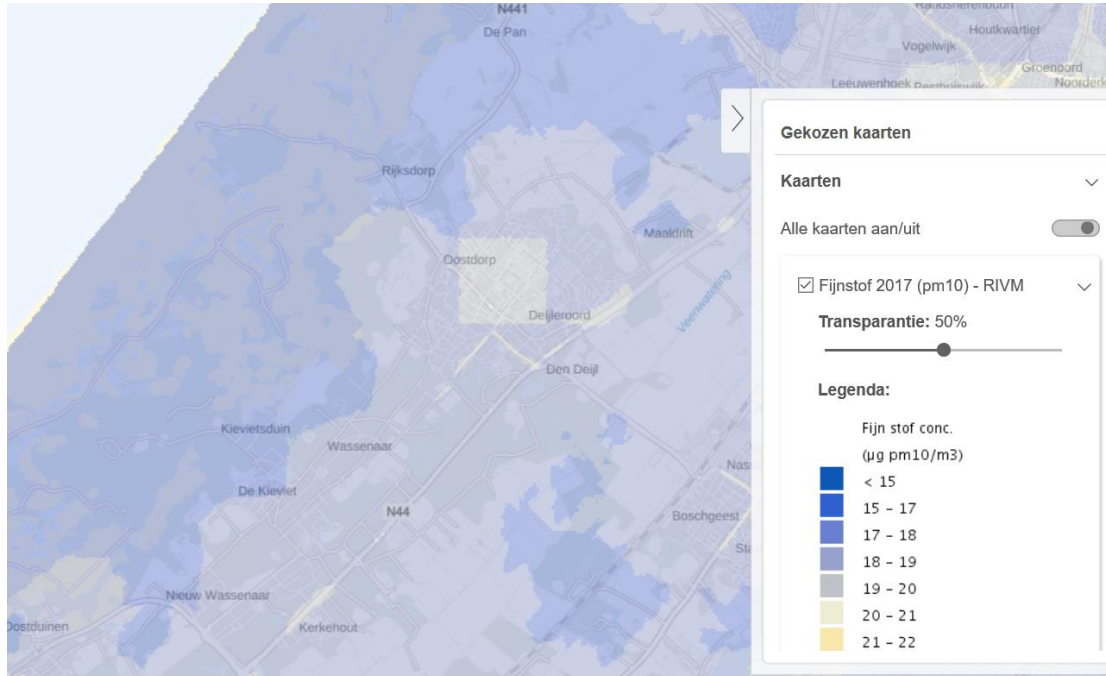 N441
De Pan
Houtkwartier
Vogelwijk
Groenoord
Leeuwenhoek
Noorderk
Rijksdorp
Maaldrift
Oostdorp
Veenwatering
Deijleroord
Den Deijl
Kievietsduin
Wassenaar
De Kieviet
N44
Nas
Boschgeest
Sta
Nieuw Wassenaar
Oostduinen
Kerkehout
Gekozen kaarten
Kaarten
Alle kaarten aan/uit
Fijnstof 2017 (pm10) - RIVM
Transparantie: 50%
Legenda:
Fijn stof conc.
(µg pm10/m3)
< 15
15 - 17
17 - 18
18 - 19
19 - 20
20 - 21
21 - 22